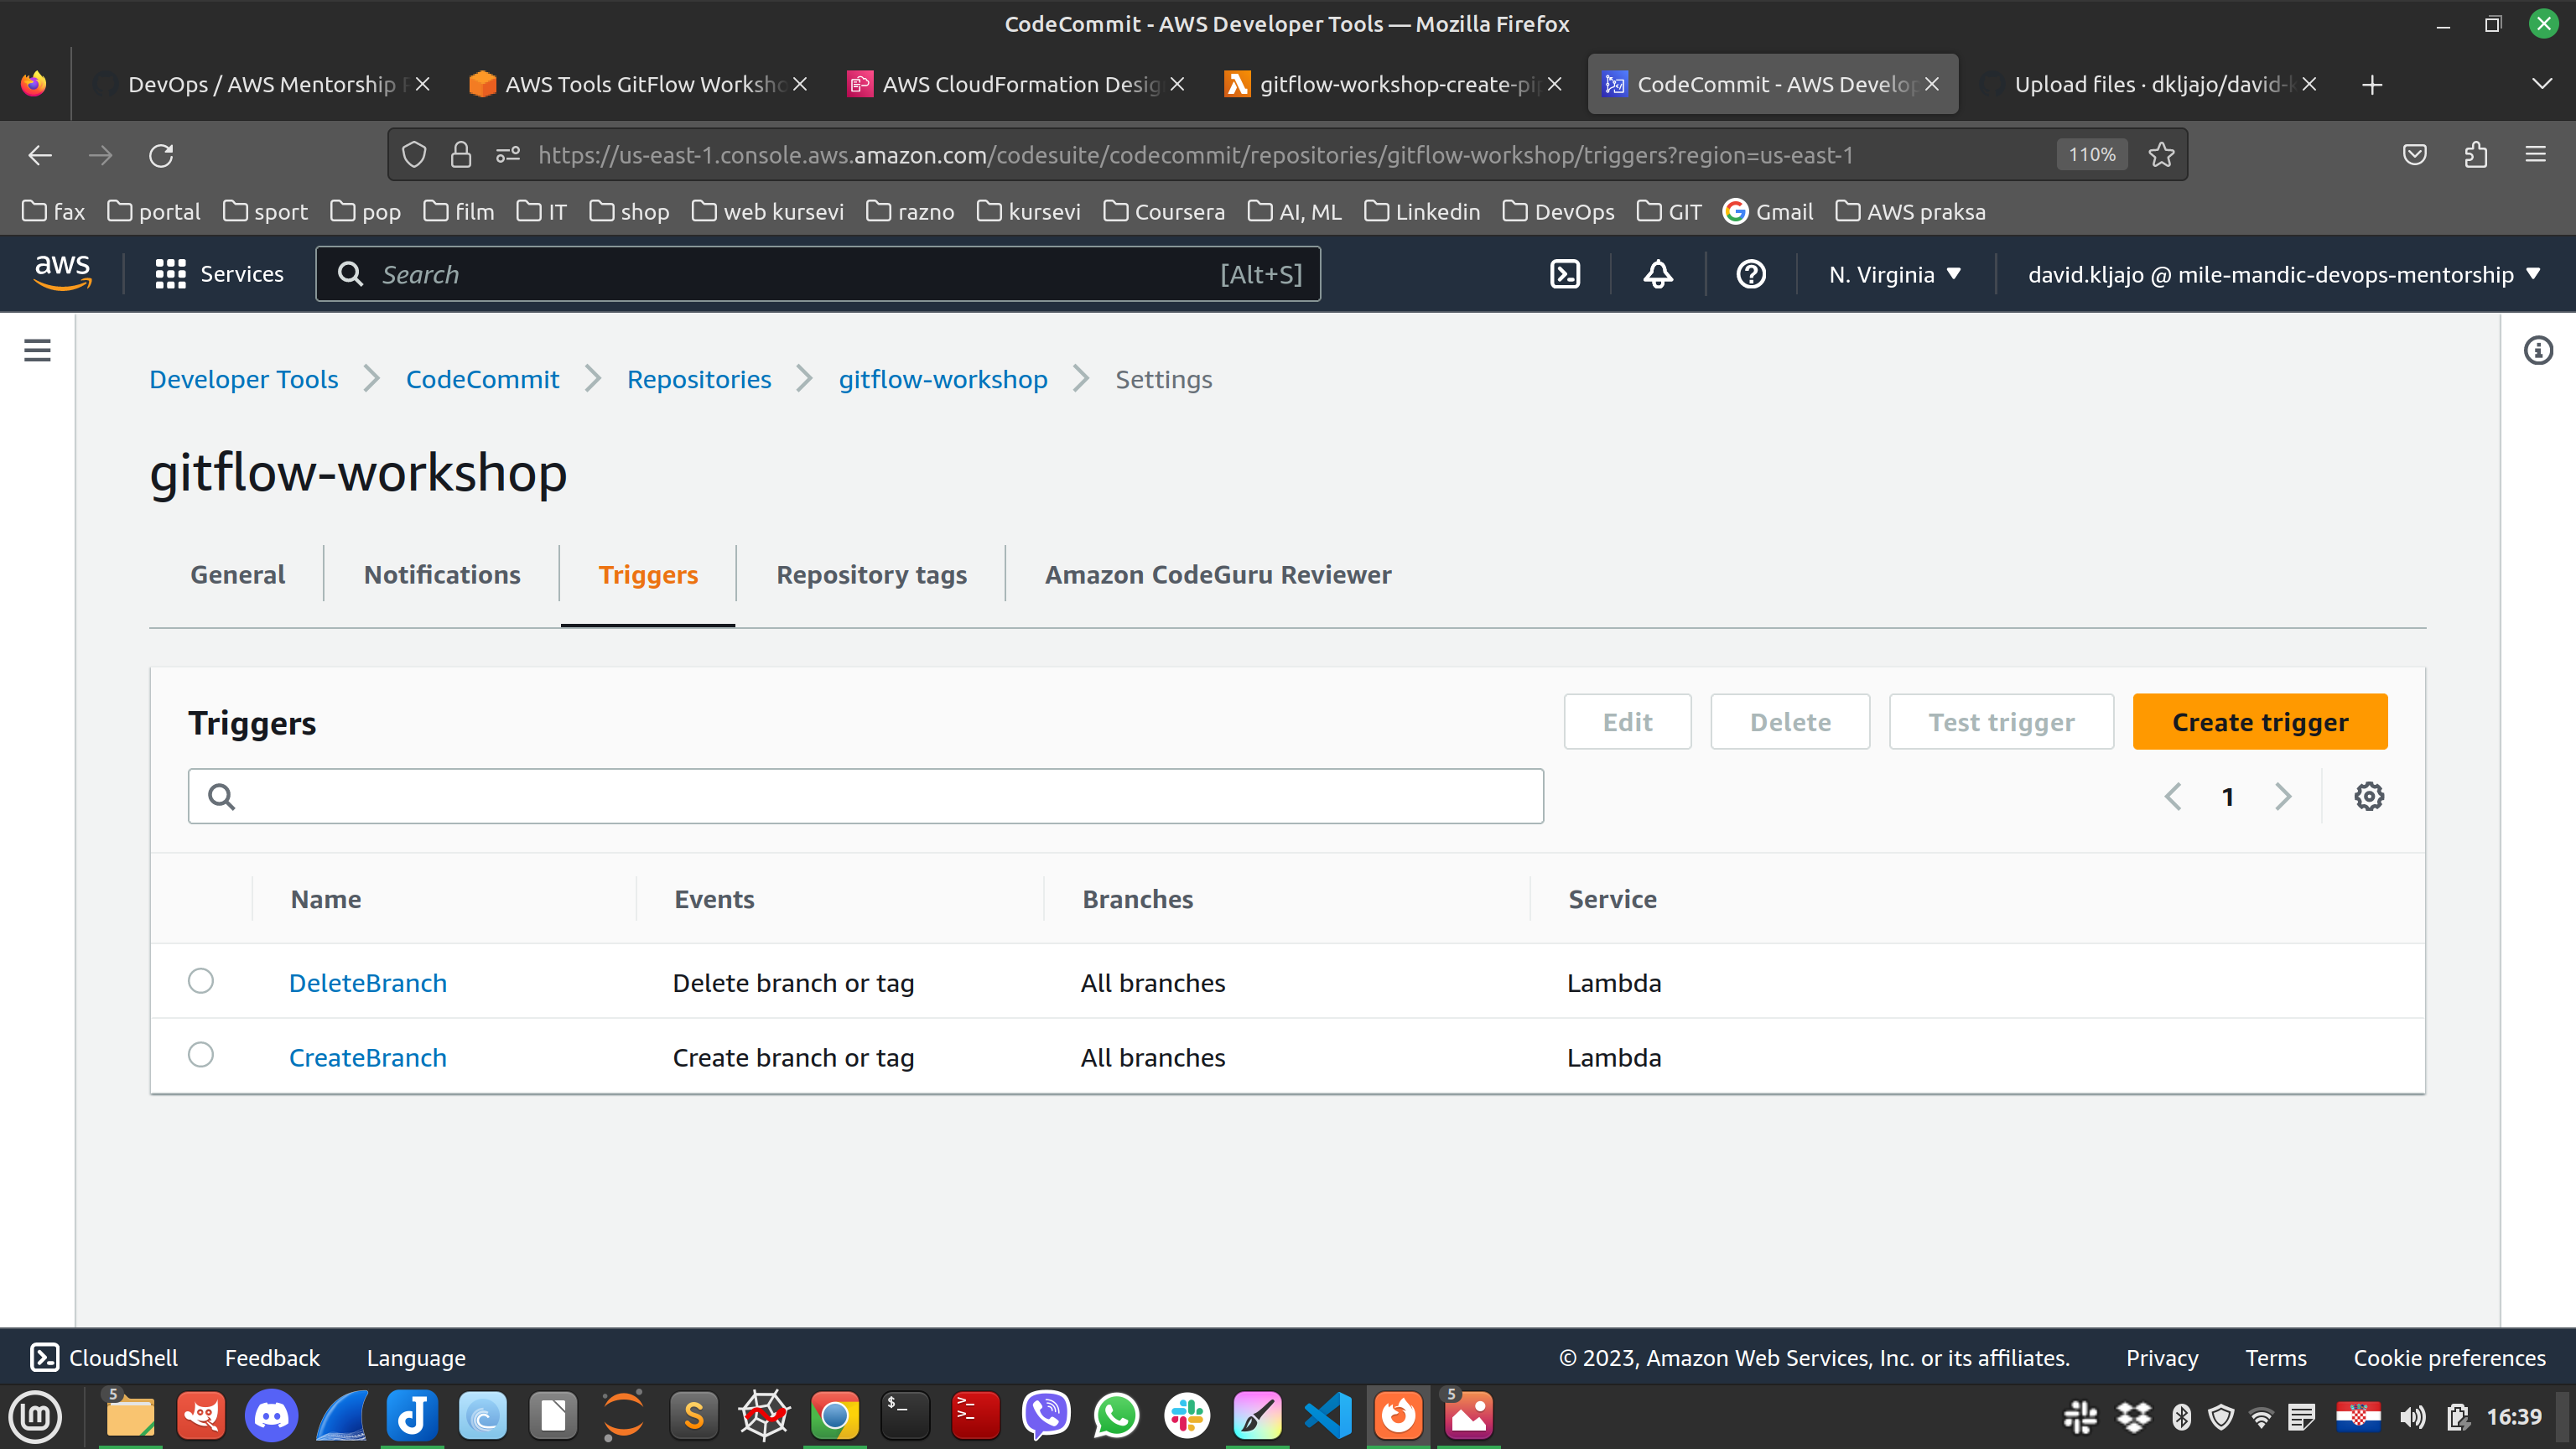 CodeCommit - AWS Developer Tools — Mozilla Firefox
DevOps / AWS Mentorship
AWS Tools GitFlow Worksho
AWS CloudFormation Desig
gitflow-workshop-create-pi
CodeCommit - AWS Develop
Upload files · dkljajo/david-k
https://us-east-1.console.aws.amazon.com/codesuite/codecommit/repositories/gitflow-workshop/triggers?region=us-east-1
110%
fax portal sport pop film IT shop web kursevi razno kursevi Coursera AI, ML Linkedin DevOps GIT Gmail AWS praksa
aws Services Search [Alt+S] N. Virginia david.kljajo @ mile-mandic-devops-mentorship
Developer Tools CodeCommit Repositories gitflow-workshop Settings
gitflow-workshop
General Notifications Triggers Repository tags Amazon CodeGuru Reviewer
Triggers Edit Delete Test trigger Create trigger
1
Name Events Branches Service
DeleteBranch Delete branch or tag All branches Lambda
CreateBranch Create branch or tag All branches Lambda
CloudShell Feedback Language © 2023, Amazon Web Services, Inc. or its affiliates. Privacy Terms Cookie preferences
5 5 16:39